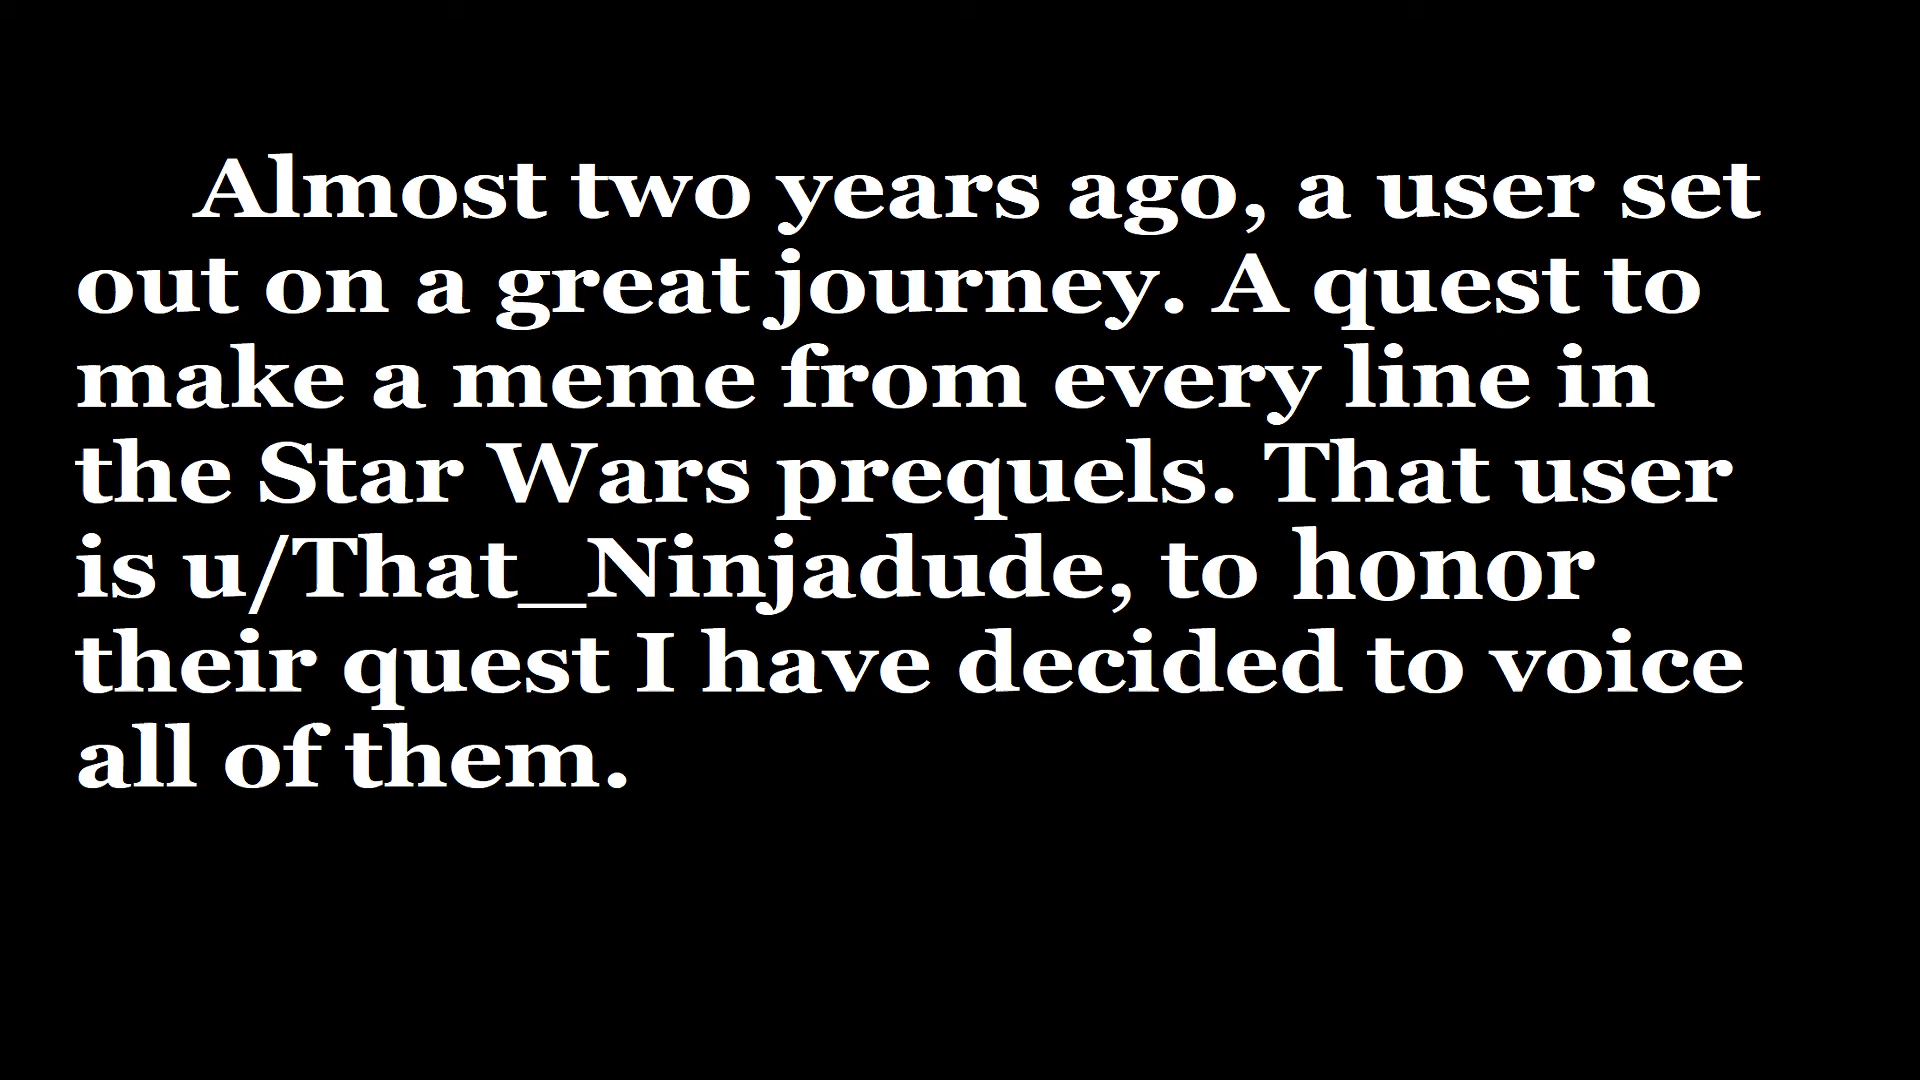 Almost two years ago, a user set
out on a great journey. A quest to
make a meme from every line in
the Star Wars prequels. That user
is u/That_Ninjadude, to honor
their quest I have decided to voice
all of them.